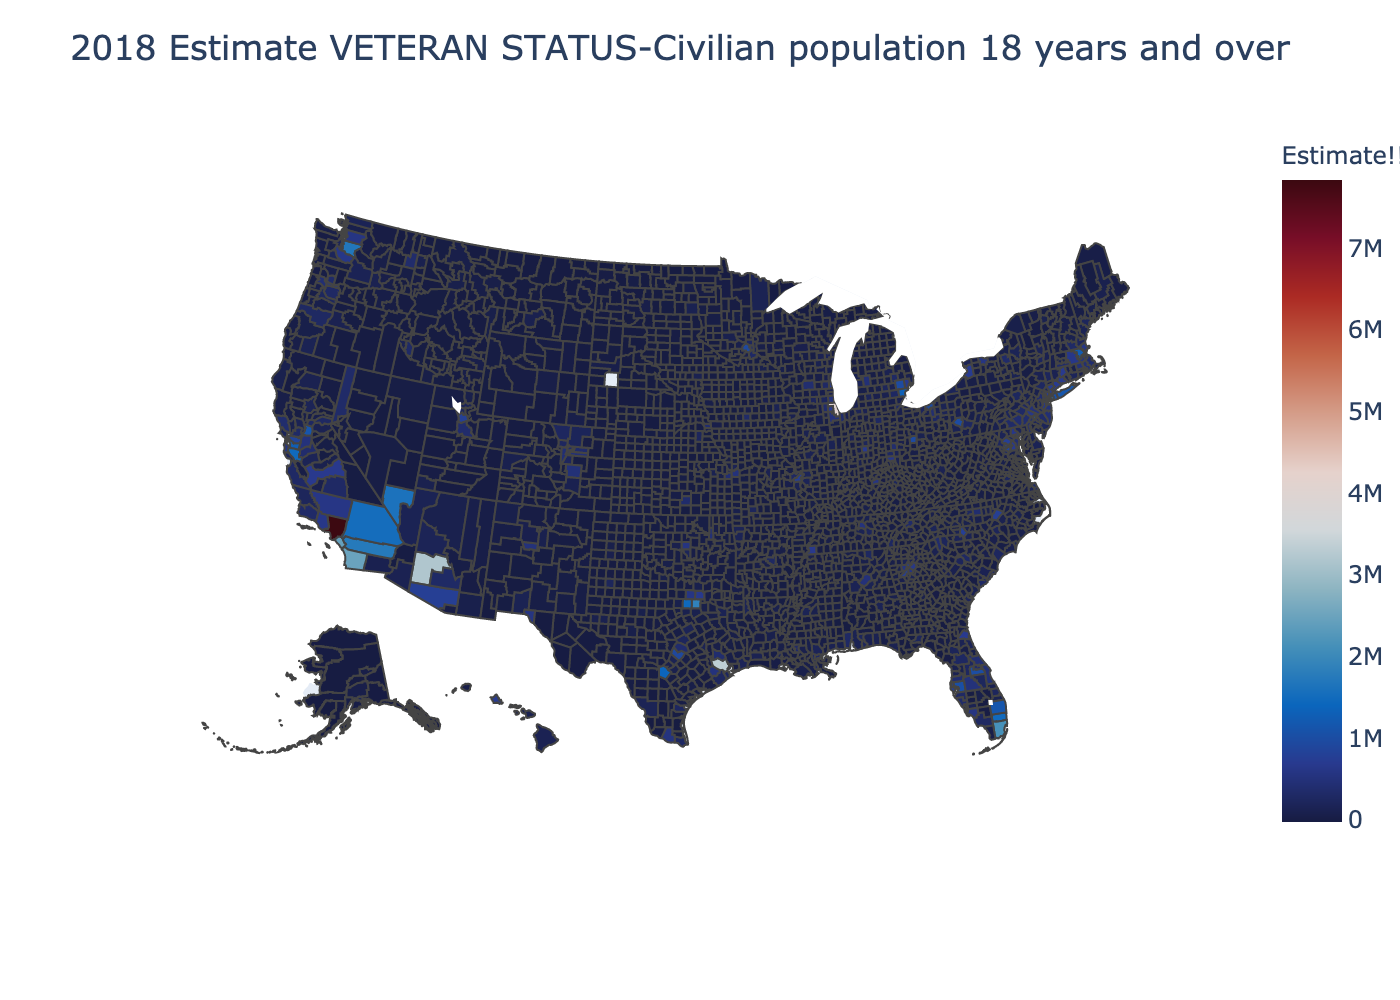 2018 Estimate VETERAN STATUS-Civilian population 18 years and over
Estimate!!
7M
6M
5M
4M
3M
2M
1M
0